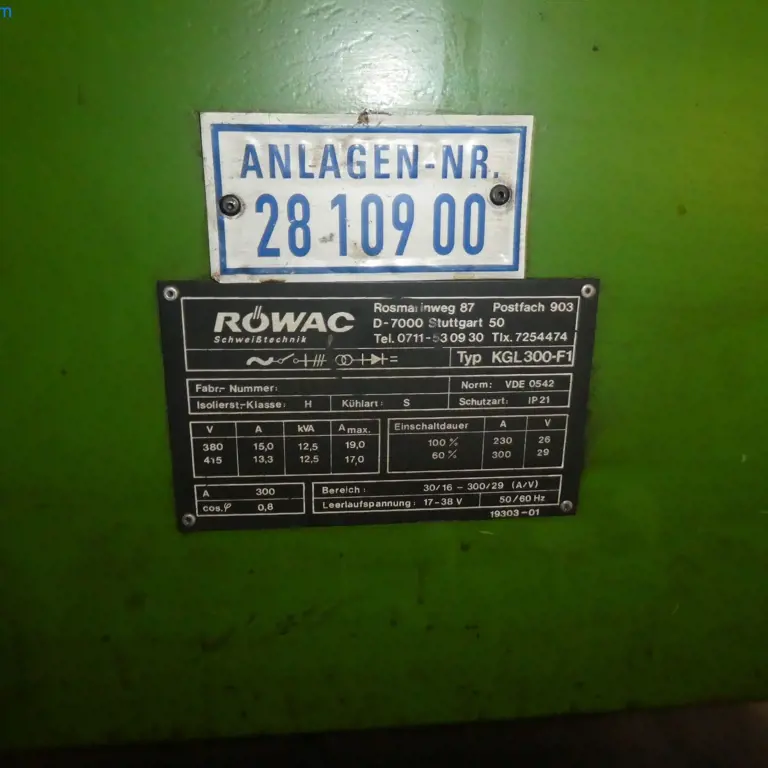 m
ANLAGEN-NR.
28 109 00
RÖWAC
Schweißtechnik
Rosmarinweg 87 Postfach 903
D-7000 Stuttgart 50
Tel. 0711-53 09 30 Tlx. 7254474
Typ KGL 300-F1
Fabr.- Nummer:
Norm: VDE 0542
Isolierst.-Klasse: H Kühlart: S Schutzart: IP 21
V A kVA A max.
380 15,0 12,5 19,0
415 13,3 12,5 17,0
Einschaltdauer A V
100 % 230 26
60 % 300 29
A 300
cos.φ 0,8
Bereich: 30/16 – 300/29 (A/V)
Leerlaufspannung: 17-38 V 50/60 Hz
19303-01